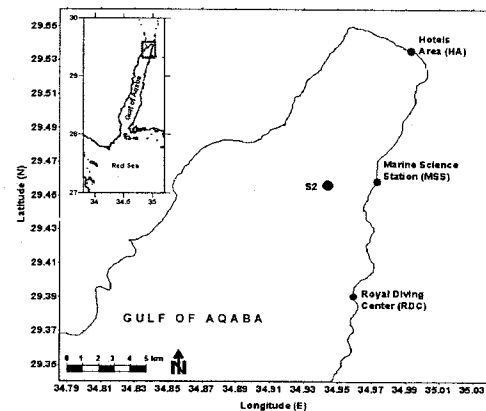 29.55
29.53
29.51
29.49
29.47
29.45
29.43
29.41
29.39
29.37
29.35
Latitude (N)
30
29
28
27
34
34.5
35
Gulf of Aqaba
Red Sea
Hotels
Area (HA)
Marine Science
Station (MSS)
S2
Royal Diving
Center (RDC)
GULF OF AQABA
0 1 2 3 4 5 km
N
34.79 34.81 34.83 34.85 34.87 34.89 34.91 34.93 34.95 34.97 34.99 35.01 35.03
Longitude (E)